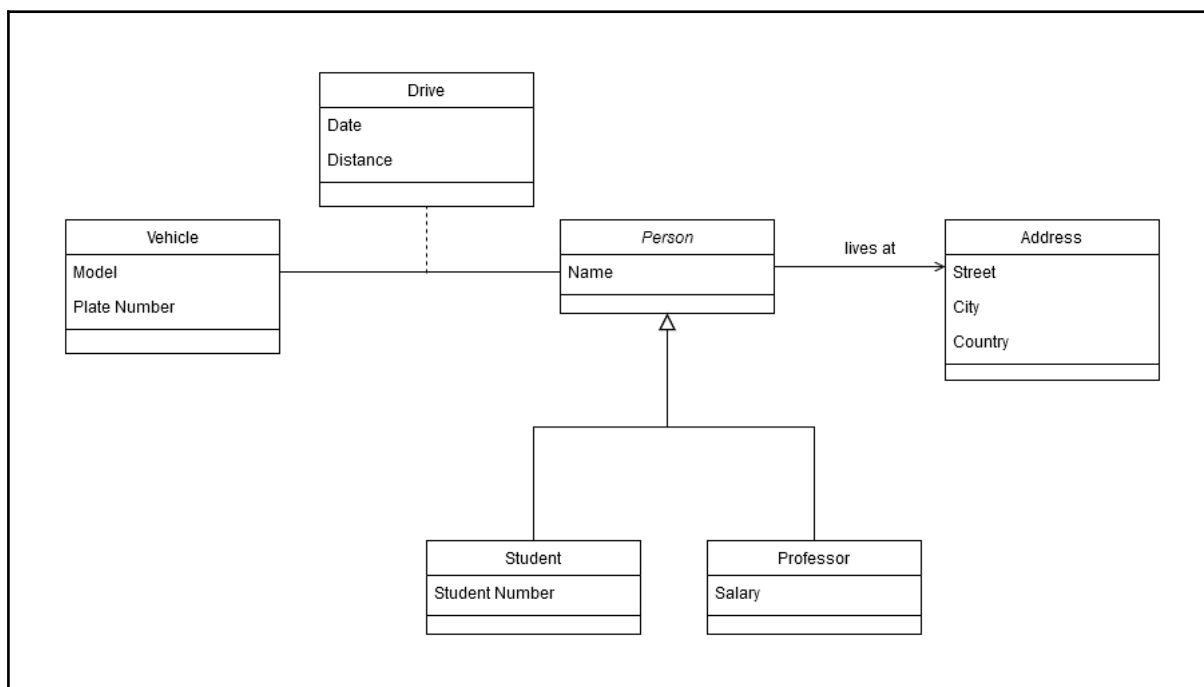 Drive
Date
Distance
Vehicle
Model
Plate Number
Person
Name
lives at
Address
Street
City
Country
Student
Student Number
Professor
Salary